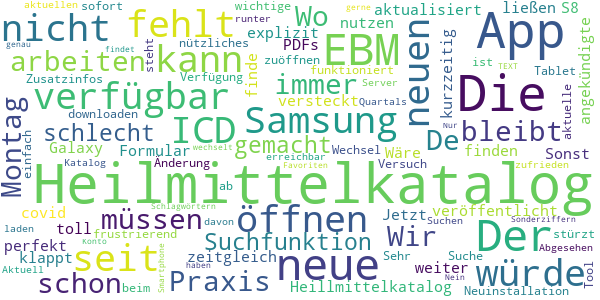 aktuellen sofort
nicht fehlt
wichtige runter gerne
Wo explizit nutzen
aktualisiert
ließen S8
App
genau findet steht nützliches
arbeiten kann
PDFs EBM
neuen kurzzeitig
ist Tablet
angekündigte
Zusatzinfos Verfügung
finde zuöffnen
funktioniert Server
verfügbar
immer
versteckt Quartals TEXT
Die
aktuelle
Montag
einfach
downloaden
schlecht ICD
Samsung
De bleibt
Galaxy Formular
gemacht
Wechsel Wäre
finden Nur Sonst
Katalog wechselt Änderung
erreichbar Favoriten
Versuch zufrieden
Heilmittelkatalog
covid Schlagwörtern ab
müssen öffnen
Jetzt veröffentlicht
Suchen Sonderziffern
laden toll davon
Suchfunktion
Wir
Der
stürzt
perfekt frustrierend
seit
neue
Sehr Suche
Abgesehen
klappt zeitgleich
weiter
würde
Tool
Aktuell Konto
schon beim
Smartphone
Praxis
haben
Heillmittelkatalog
Nein
Neuinstallation